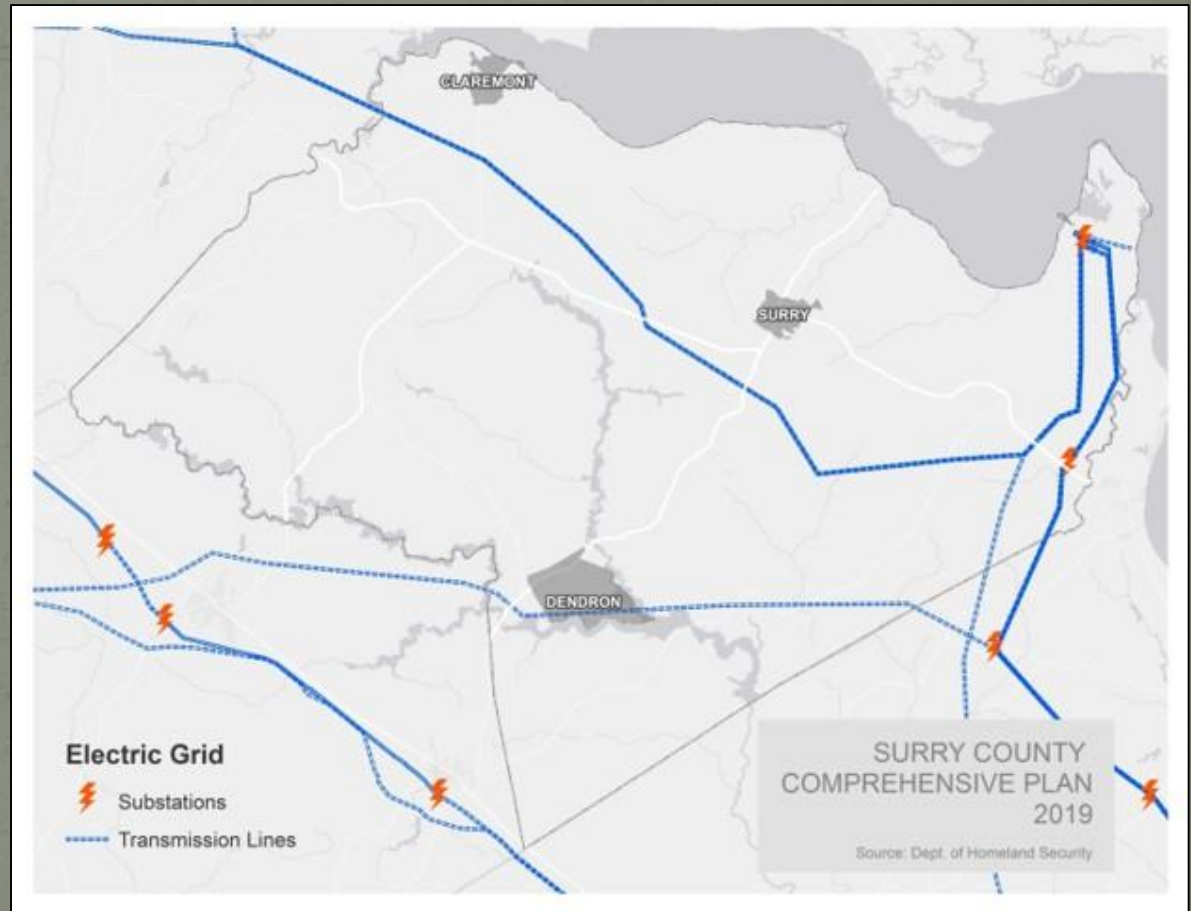 CLAREMONT
SURRY
DENDRON
Electric Grid
Substations
Transmission Lines
SURRY COUNTY
COMPREHENSIVE PLAN
2019
Source: Dept. of Homeland Security